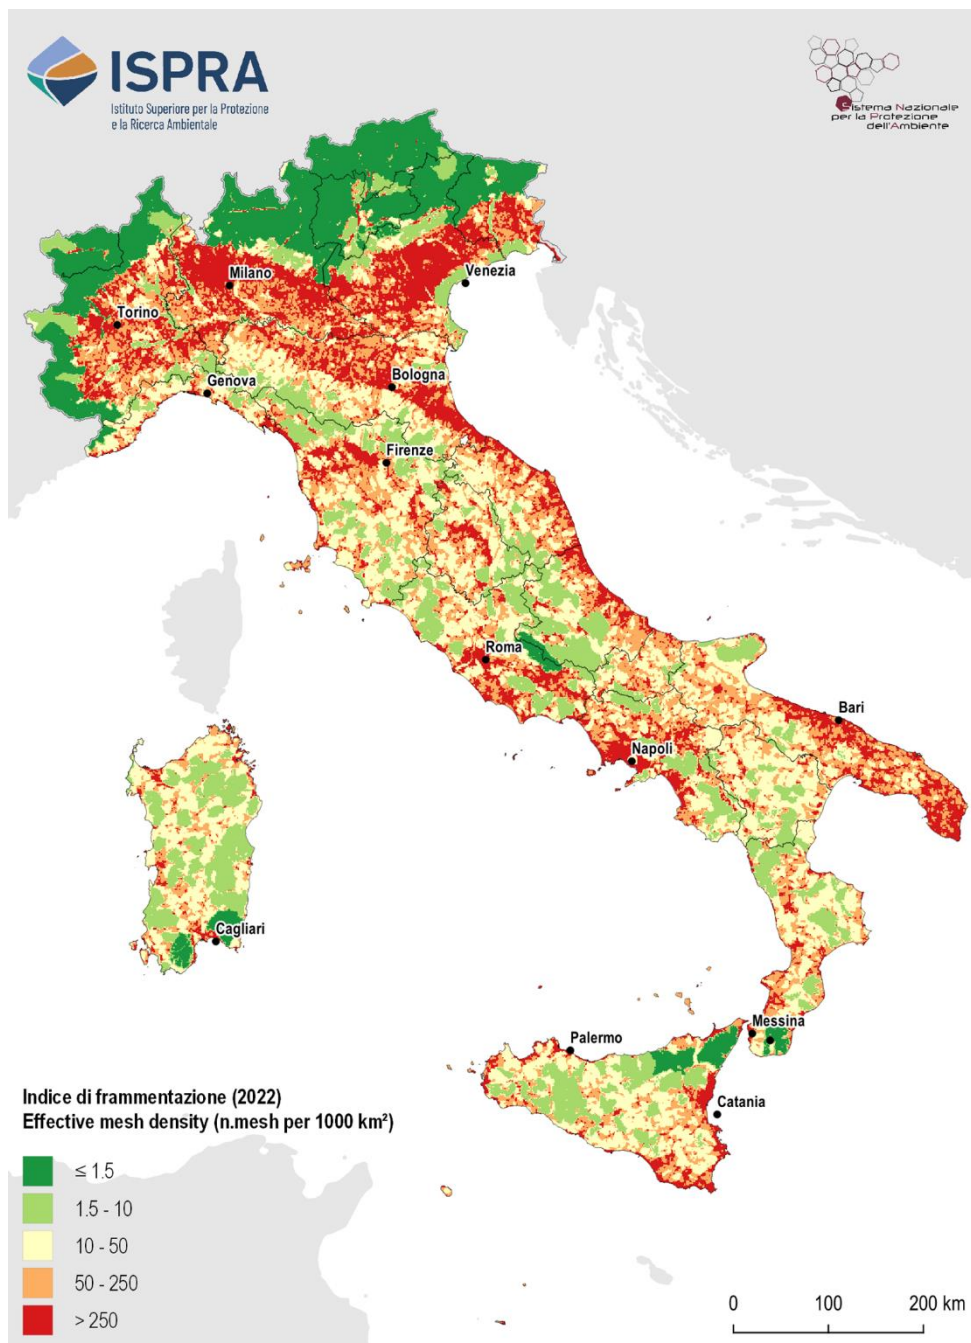 ISPRA
Istituto Superiore per la Protezione
e la Ricerca Ambientale
Sistema Nazionale
per la Protezione
dell'Ambiente
Milano
Venezia
Torino
Genova
Bologna
Firenze
Roma
Bari
Napoli
Cagliari
Messina
Palermo
Catania
Indice di frammentazione (2022)
Effective mesh density (n.mesh per 1000 km²)
≤ 1.5
1.5 - 10
10 - 50
50 - 250
> 250
0 100 200 km